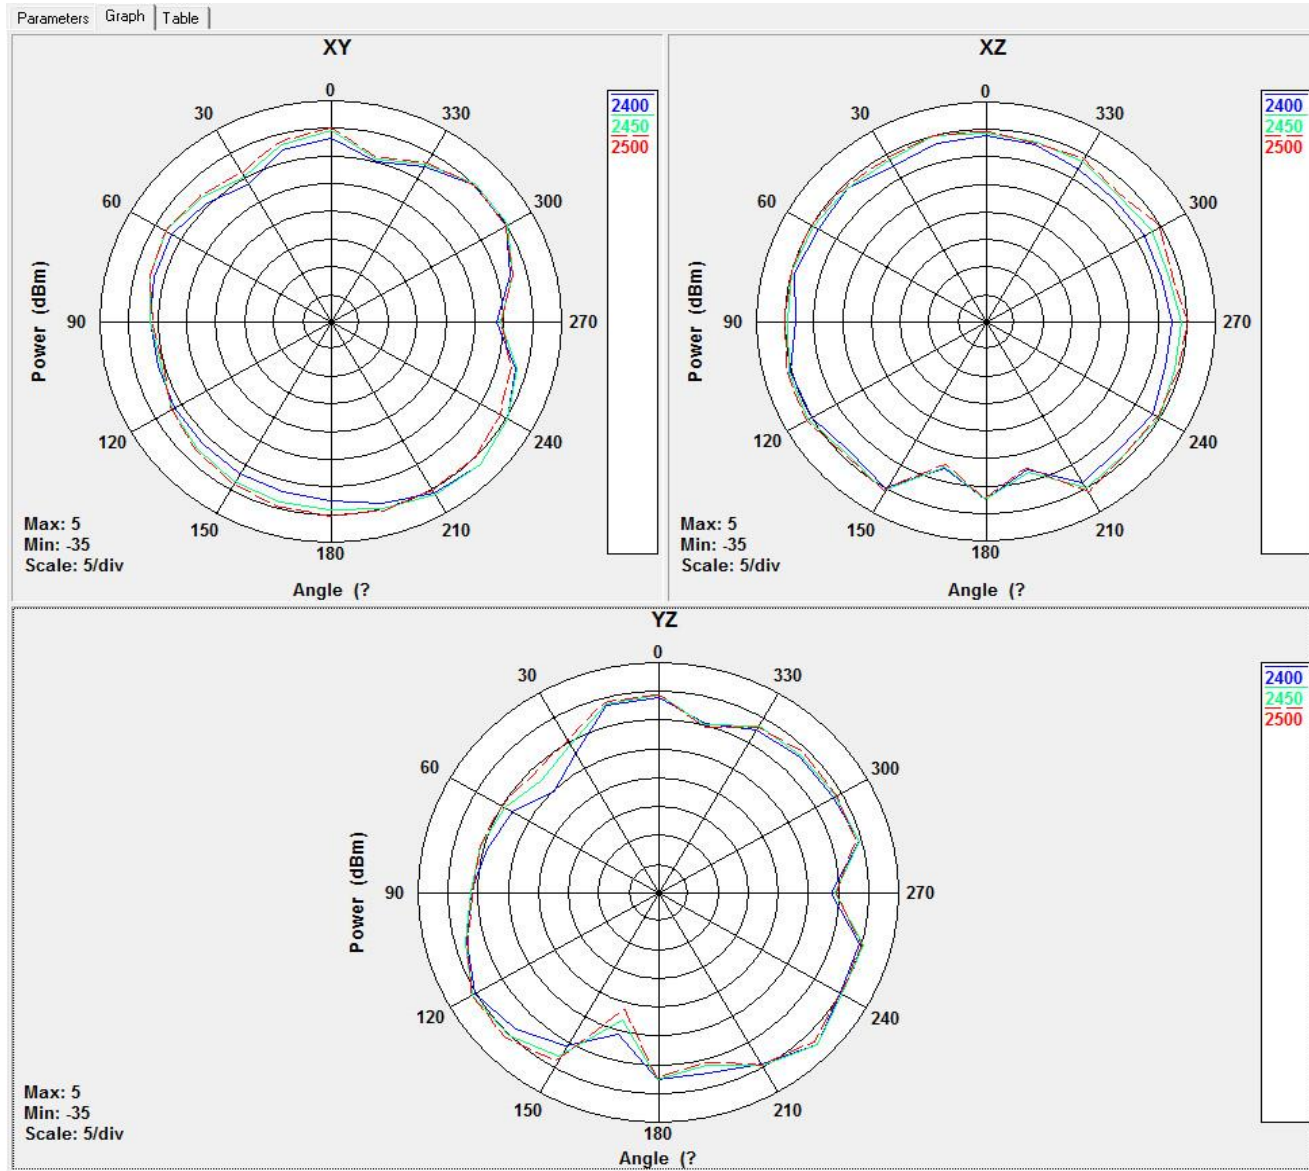 Parameters Graph Table
XY
0
30 330
60 300
90 270
120 240
150 210
180
Power (dBm)
Max: 5
Min: -35
Scale: 5/div
Angle (?
2400
2450
2500
XZ
0
30 330
60 300
90 270
120 240
150 210
180
Power (dBm)
Max: 5
Min: -35
Scale: 5/div
Angle (?
2400
2450
2500
YZ
0
30 330
60 300
90 270
120 240
150 210
180
Power (dBm)
Max: 5
Min: -35
Scale: 5/div
Angle (?
2400
2450
2500